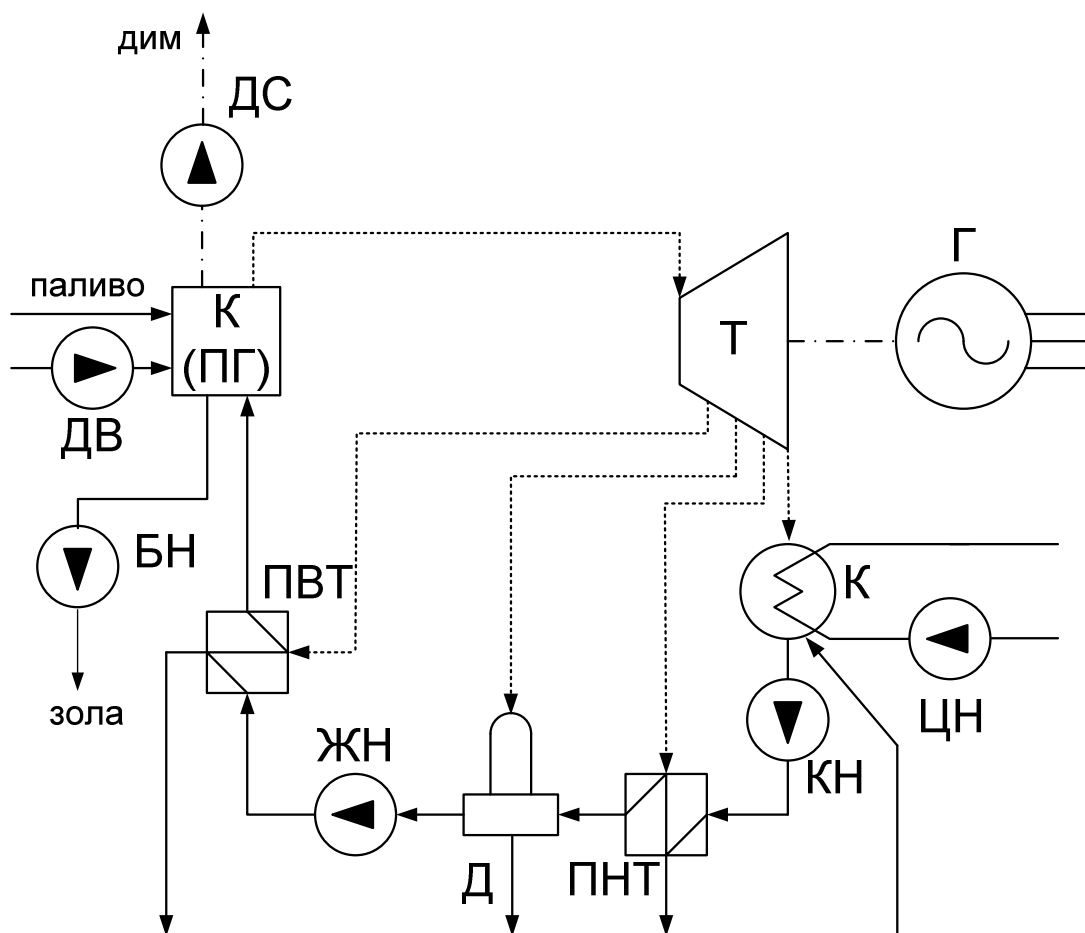 дим
ДС
Г
паливо
К
(ПГ)
Т
ДВ
БН
ПВТ
К
зола
ЦН
ЖН
КН
Д
ПНТ